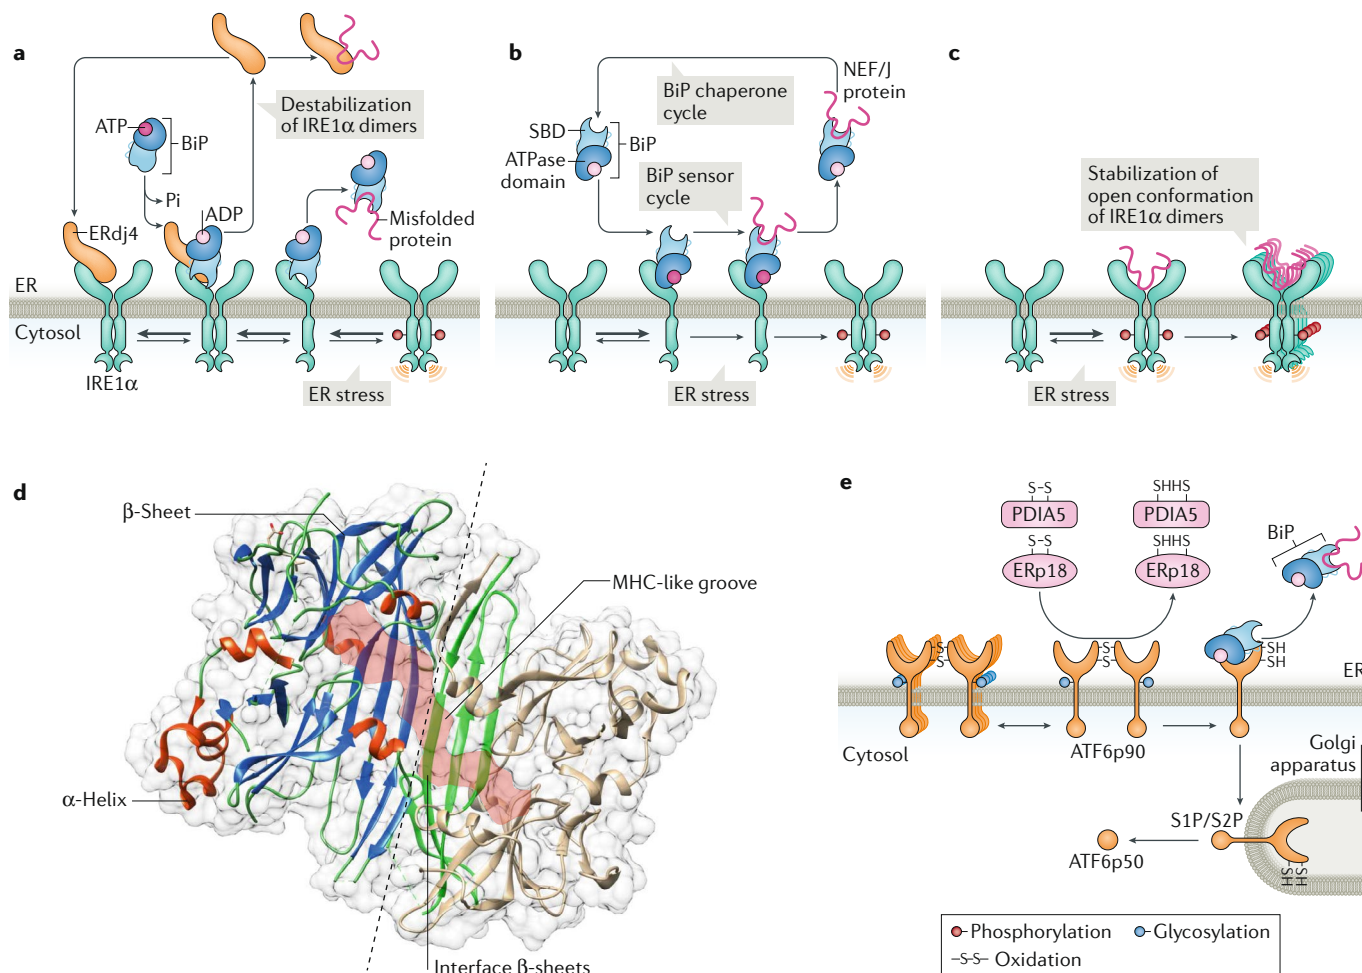 a
ATP
BiP
Pi
ADP
ERdj4
Destabilization
of IRE1α dimers
Misfolded
protein
ER
Cytosol
IRE1α
ER stress
b
BiP chaperone
cycle
NEF/J
protein
SBD
BiP
ATPase
domain
BiP sensor
cycle
ER stress
c
Stabilization of
open conformation
of IRE1α dimers
ER stress
d
β-Sheet
MHC-like groove
α-Helix
Interface β-sheets
e
S-S
SHHS
PDIA5
PDIA5
S-S
SHHS
ERp18
ERp18
BiP
S
S
S
S
SH
SH
ER
Cytosol
ATF6p90
Golgi
apparatus
S1P/S2P
ATF6p50
SH
SH
Phosphorylation
Glycosylation
-S-S- Oxidation